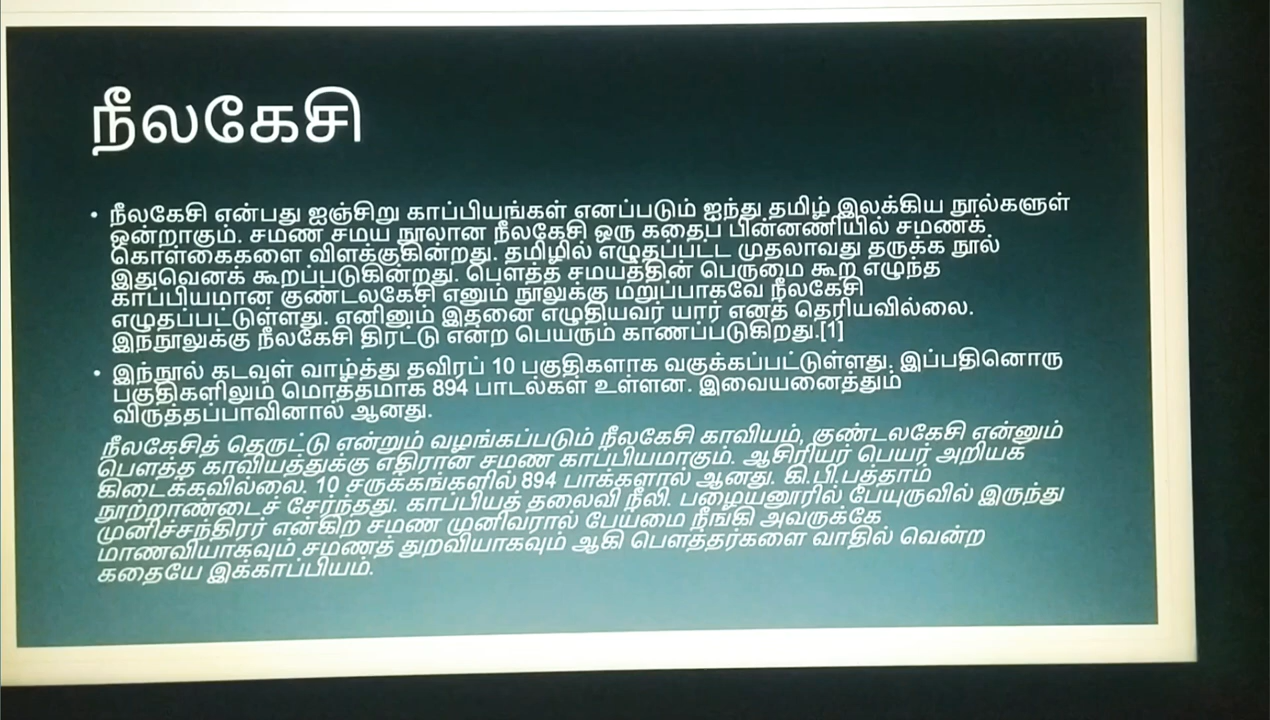 நீலகேசி
• நீலகேசி என்பது ஐஞ்சிறு காப்பியங்கள் எனப்படும் ஐந்து தமிழ் இலக்கிய நூல்களுள்
ஒன்றாகும். சமண சமய நூலான நீலகேசி ஒரு கதைப் பின்னணியில் சமணக்
கொள்கைகளை விளக்குகின்றது. தமிழில் எழுதப்பட்ட முதலாவது தருக்க நூல்
இதுவெனக் கூறப்படுகின்றது. பௌத்த சமயத்தின் பெருமை கூற எழுந்த
காப்பியமான குண்டலகேசி எனும் நூலுக்கு மறுப்பாகவே நீலகேசி
எழுதப்பட்டுள்ளது. எனினும் இதனை எழுதியவர் யார் எனத் தெரியவில்லை.
இந்நூலுக்கு நீலகேசி திரட்டு என்ற பெயரும் காணப்படுகிறது.[1]
• இந்நூல் கடவுள் வாழ்த்து தவிரப் 10 பகுதிகளாக வகுக்கப்பட்டுள்ளது. இப்பதினொரு
பகுதிகளிலும் மொத்தமாக 894 பாடல்கள் உள்ளன. இவையனைத்தும்
விருத்தப்பாவினால் ஆனது.
நீலகேசித் தெருட்டு என்றும் வழங்கப்படும் நீலகேசி காவியம், குண்டலகேசி என்னும்
பௌத்த காவியத்துக்கு எதிரான சமண காப்பியமாகும். ஆசிரியர் பெயர் அறியக்
கிடைக்கவில்லை. 10 சருக்கங்களில் 894 பாக்களால் ஆனது. கி.பி.பத்தாம்
நூற்றாண்டைச் சேர்ந்தது. காப்பியத் தலைவி நீலி. பழையனூரில் பேயுருவில் இருந்து
முனிச்சந்திரர் என்கிற சமண முனிவரால் பேய்மை நீங்கி அவருக்கே
மாணவியாகவும் சமணத் துறவியாகவும் ஆகி பௌத்தர்களை வாதில் வென்ற
கதையே இக்காப்பியம்.